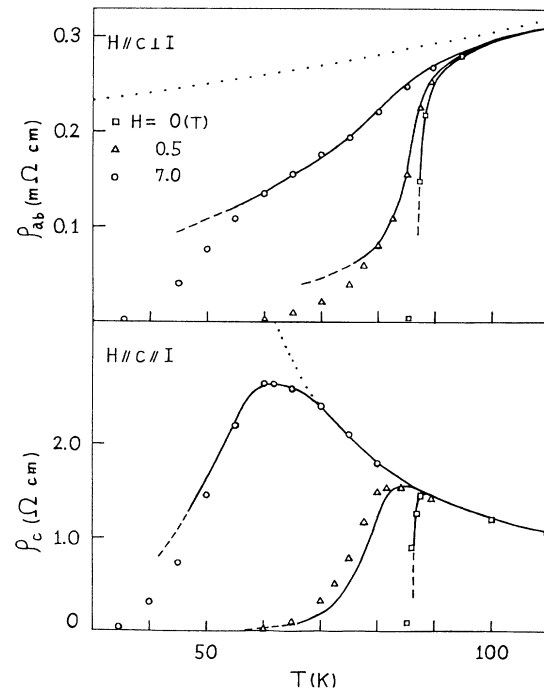 H//C⊥I
□ H= 0(T)
△ 0.5
○ 7.0
ρab (mΩ cm)
0.3
0.2
0.1
H//C//I
ρc (Ω cm)
2.0
1.0
0
50
100
T(K)